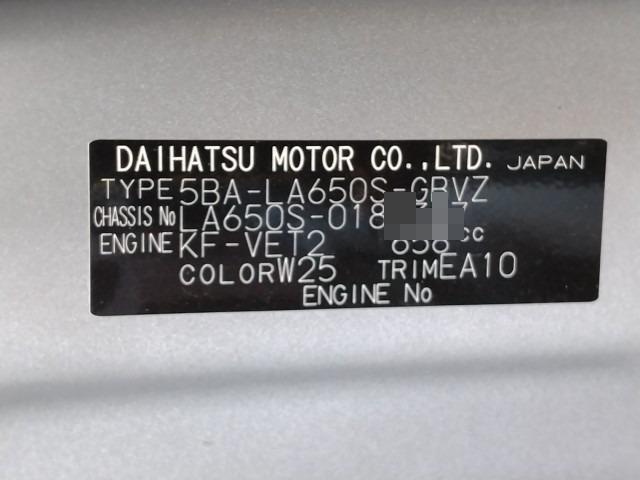 DAIHATSU MOTOR CO.,LTD. JAPAN
TYPE 5BA-LA650S-GBVZ
CHASSIS No LA650S-018
ENGINE KF-VET2 658 cc
COLOR W25 TRIM EA10
ENGINE No